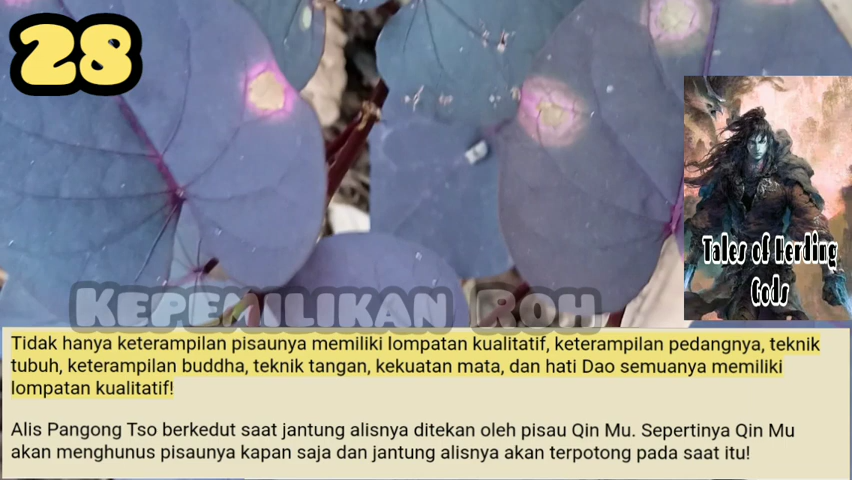 28
Tales of Herding
Gods
Kepemilikan Roh
Tidak hanya keterampilan pisaunya memiliki lompatan kualitatif, keterampilan pedangnya, teknik
tubuh, keterampilan buddha, teknik tangan, kekuatan mata, dan hati Dao semuanya memiliki
lompatan kualitatif!
Alis Pangong Tso berkedut saat jantung alisnya ditekan oleh pisau Qin Mu. Sepertinya Qin Mu
akan menghunus pisaunya kapan saja dan jantung alisnya akan terpotong pada saat itu!